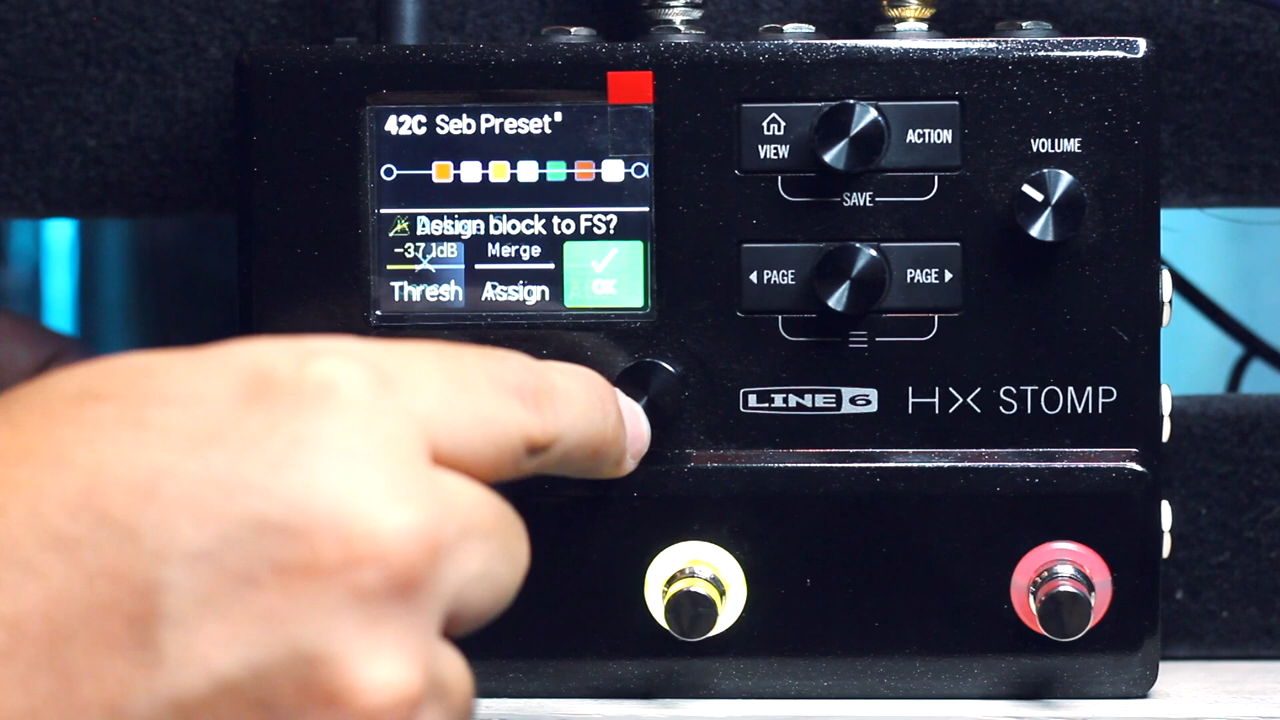 42C Seb Preset
Assign block to FS?
-37.1dB Merge
Thresh Assign OK
VIEW
ACTION
SAVE
VOLUME
PAGE PAGE
LINE 6 HX STOMP